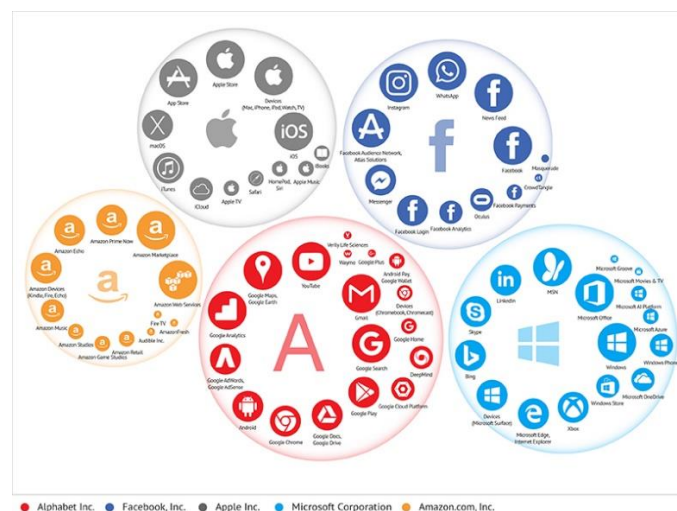 App Store
Apple Store
Devices
(Mac, iPhone, iPad, Watch, TV)
macOS
iOS
iOS
iBooks
iTunes
iCloud
Apple TV
Safari
HomePod,
Siri
Apple Music
Instagram
WhatsApp
News Feed
Facebook Audience Network,
Atlas Solutions
Facebook
Masquerade
CrowdTangle
Messenger
Facebook Login
Facebook Analytics
Oculus
Facebook Payments
Amazon Echo
Amazon Prime Now
Amazon Marketplace
Amazon Devices
(Kindle, Fire, Echo)
Amazon Web Services
Amazon Music
Fire TV
AmazonFresh
Amazon Studios
Audible Inc.
Amazon Game Studios
Amazon Retail
Verily Life Sciences
Waymo
Google Plus
Google Maps,
Google Earth
YouTube
Android Pay
Google Wallet
Gmail
Devices
(Chromebook, Chromecast)
Google Analytics
Google Home
Google Search
DeepMind
Google AdWords,
Google AdSense
Google Play
Google Cloud Platform
Android
Google Chrome
Google Docs,
Google Drive
LinkedIn
MSN
Microsoft Groove
Microsoft Movies & TV
Microsoft Office
Microsoft AI Platform
Skype
Microsoft Azure
Bing
Windows
Windows Phone
Devices
(Microsoft Surface)
Microsoft Edge,
Internet Explorer
Xbox
Windows Store
Microsoft OneDrive
Alphabet Inc. Facebook, Inc. Apple Inc. Microsoft Corporation Amazon.com, Inc.